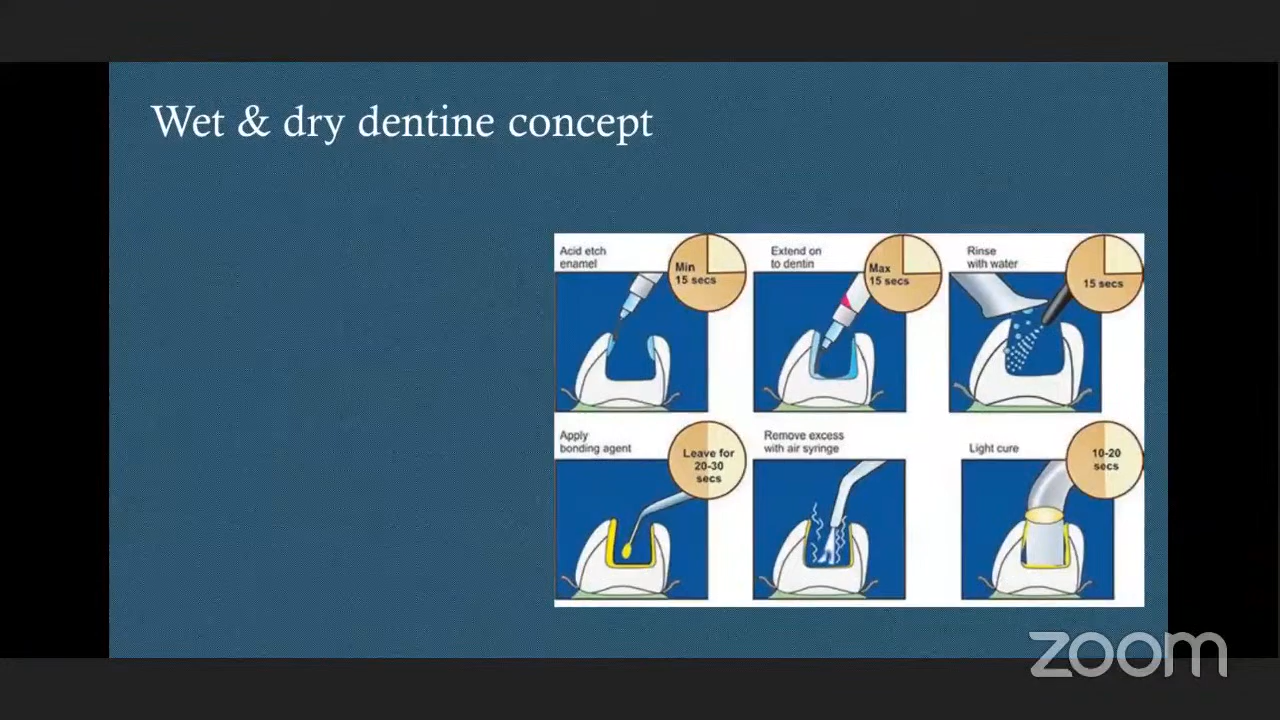 Wet & dry dentine concept
Acid etch
enamel
Min
15 secs
Extend on
to dentin
Max
15 secs
Rinse
with water
15 secs
Apply
bonding agent
Leave for
20-30
secs
Remove excess
with air syringe
Light cure
10-20
secs
zoom